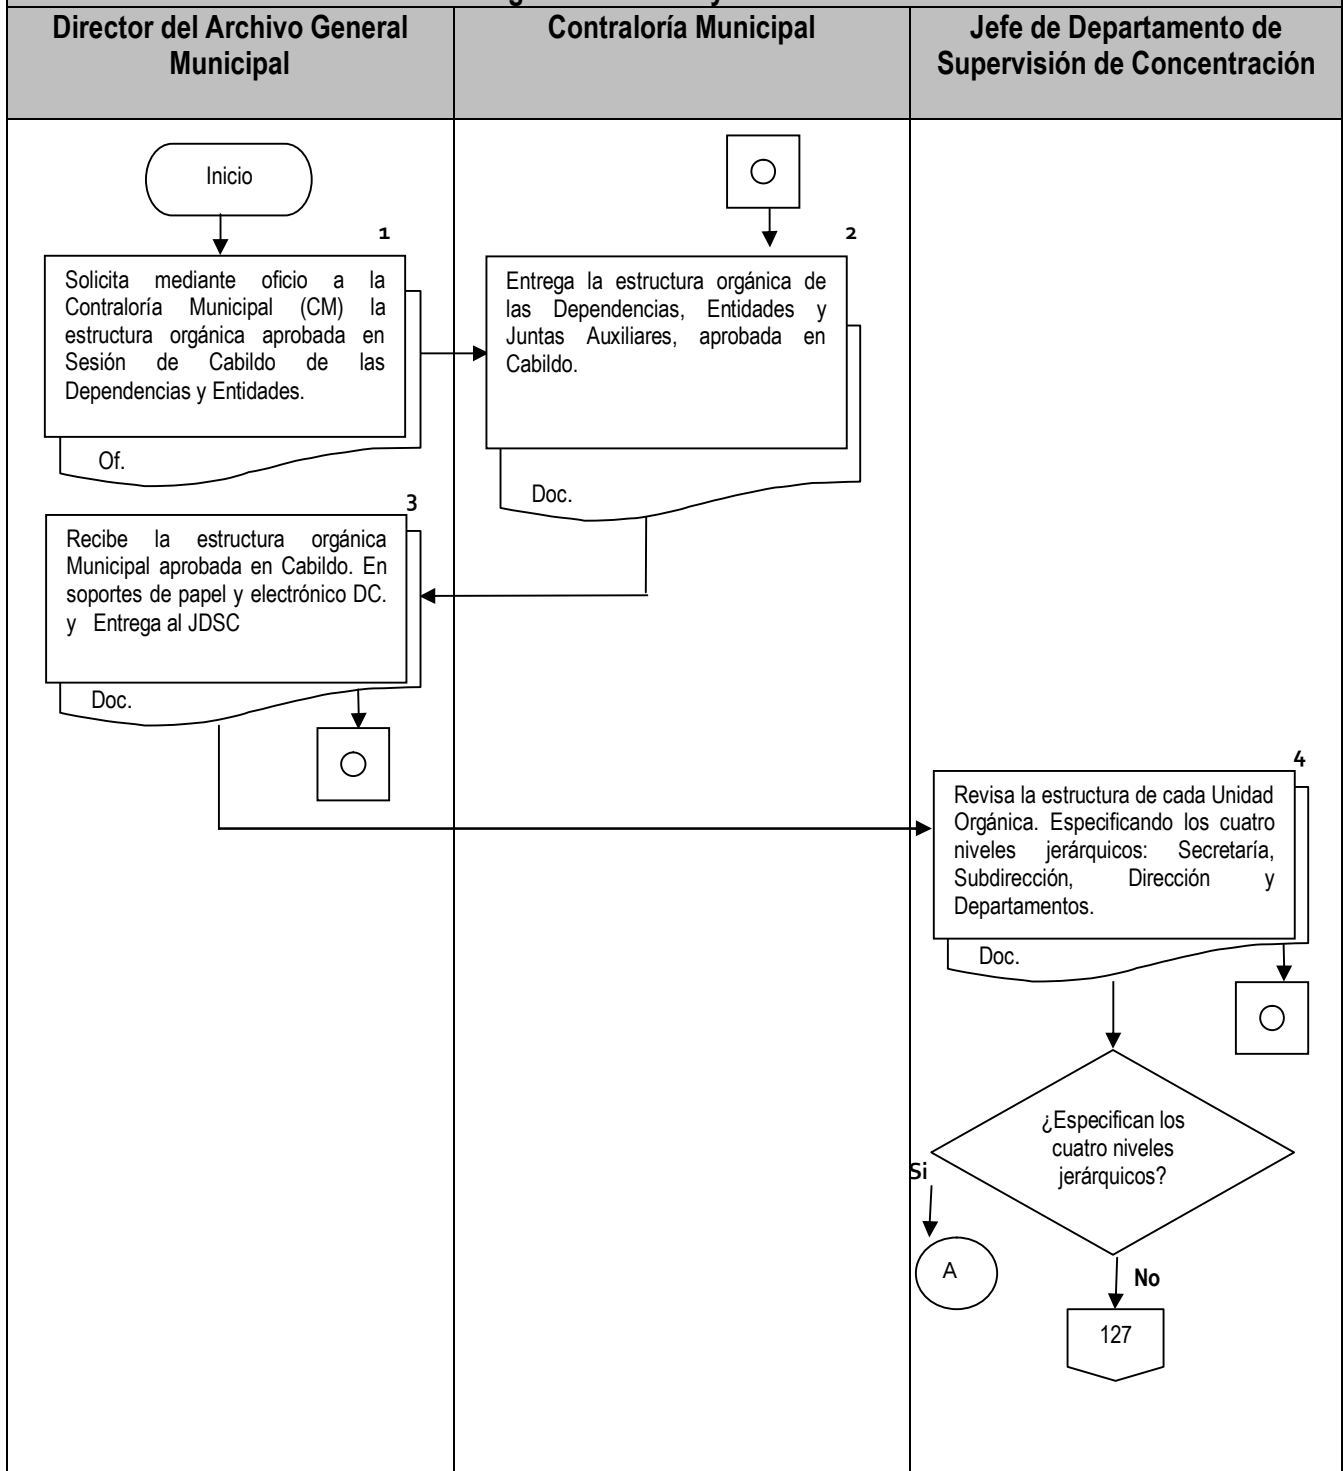 Director del Archivo General
Municipal
Contraloría Municipal
Jefe de Departamento de
Supervisión de Concentración
Inicio
1
Solicita mediante oficio a la
Contraloría Municipal (CM) la
estructura orgánica aprobada en
Sesión de Cabildo de las
Dependencias y Entidades.
Of.
2
Entrega la estructura orgánica de
las Dependencias, Entidades y
Juntas Auxiliares, aprobada en
Cabildo.
Doc.
3
Recibe la estructura orgánica
Municipal aprobada en Cabildo. En
soportes de papel y electrónico DC.
y Entrega al JDSC
Doc.
4
Revisa la estructura de cada Unidad
Orgánica. Especificando los cuatro
niveles jerárquicos: Secretaría,
Subdirección, Dirección y
Departamentos.
Doc.
¿Especifican los
cuatro niveles
jerárquicos?
Si
A
No
127